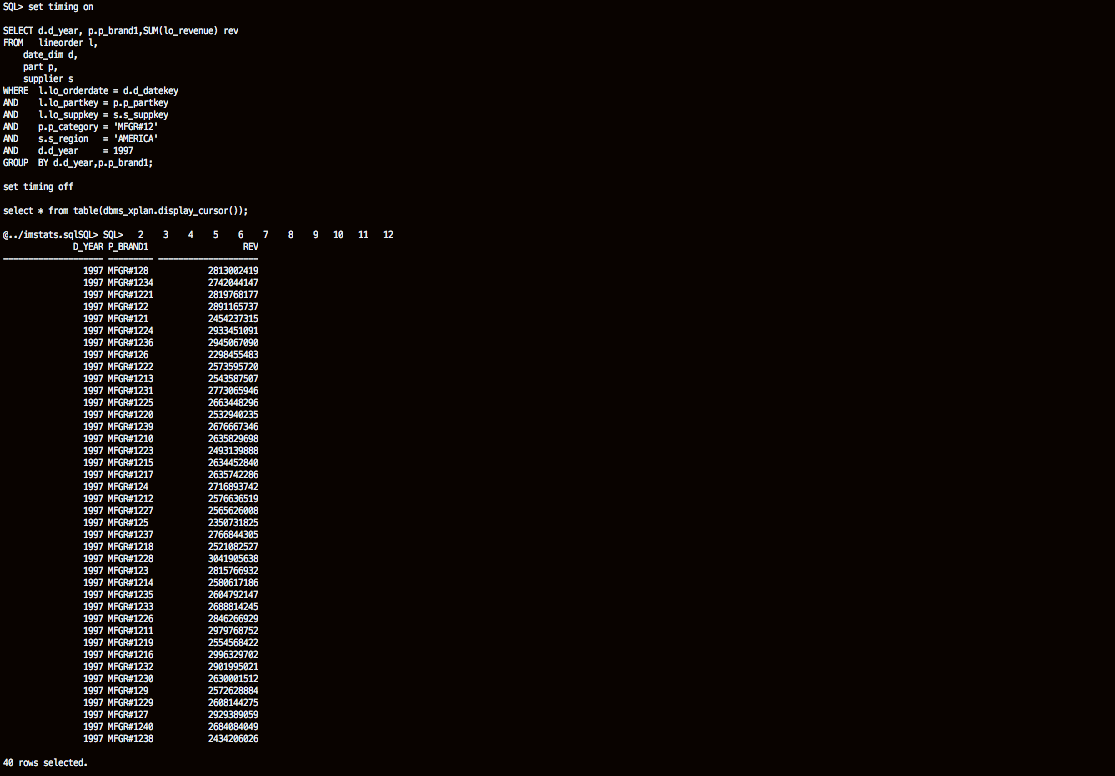 SQL> set timing on
SELECT d.d_year, p.p_brand1,SUM(lo_revenue) rev
FROM   lineorder l,
    date_dim d,
    part p,
    supplier s
WHERE  l.lo_orderdate = d.d_datekey
AND    l.lo_partkey = p.p_partkey
AND    l.lo_suppkey = s.s_suppkey
AND    p.p_category = 'MFGR#12'
AND    s.s_region   = 'AMERICA'
AND    d.d_year     = 1997
GROUP  BY d.d_year,p.p_brand1;
set timing off
select * from table(dbms_xplan.display_cursor());
@../imstats.sqlSQL> SQL>   2    3    4    5    6    7    8    9   10   11   12
D_YEAR P_BRAND1                   REV
-------------------- --------- --------------------
1997 MFGR#128            2813002419
1997 MFGR#1234           2742044147
1997 MFGR#1221           2819768177
1997 MFGR#122            2891165737
1997 MFGR#121            2454237315
1997 MFGR#1224           2933451091
1997 MFGR#1236           2945067090
1997 MFGR#126            2298455483
1997 MFGR#1222           2573595720
1997 MFGR#1213           2543587507
1997 MFGR#1231           2773065946
1997 MFGR#1225           2663448296
1997 MFGR#1220           2532940235
1997 MFGR#1239           2676667346
1997 MFGR#1210           2635829698
1997 MFGR#1223           2493139888
1997 MFGR#1215           2634452840
1997 MFGR#1217           2635742286
1997 MFGR#124            2716893742
1997 MFGR#1212           2576636519
1997 MFGR#1227           2565626008
1997 MFGR#125            2350731825
1997 MFGR#1237           2766844305
1997 MFGR#1218           2521082527
1997 MFGR#1228           3041905638
1997 MFGR#123            2815766932
1997 MFGR#1214           2580617186
1997 MFGR#1235           2604792147
1997 MFGR#1233           2688814245
1997 MFGR#1226           2846266929
1997 MFGR#1211           2979768752
1997 MFGR#1219           2554568422
1997 MFGR#1216           2996329702
1997 MFGR#1232           2901995021
1997 MFGR#1230           2630001512
1997 MFGR#129            2572628884
1997 MFGR#1229           2608144275
1997 MFGR#127            2929389059
1997 MFGR#1240           2684084049
1997 MFGR#1238           2434206026
40 rows selected.